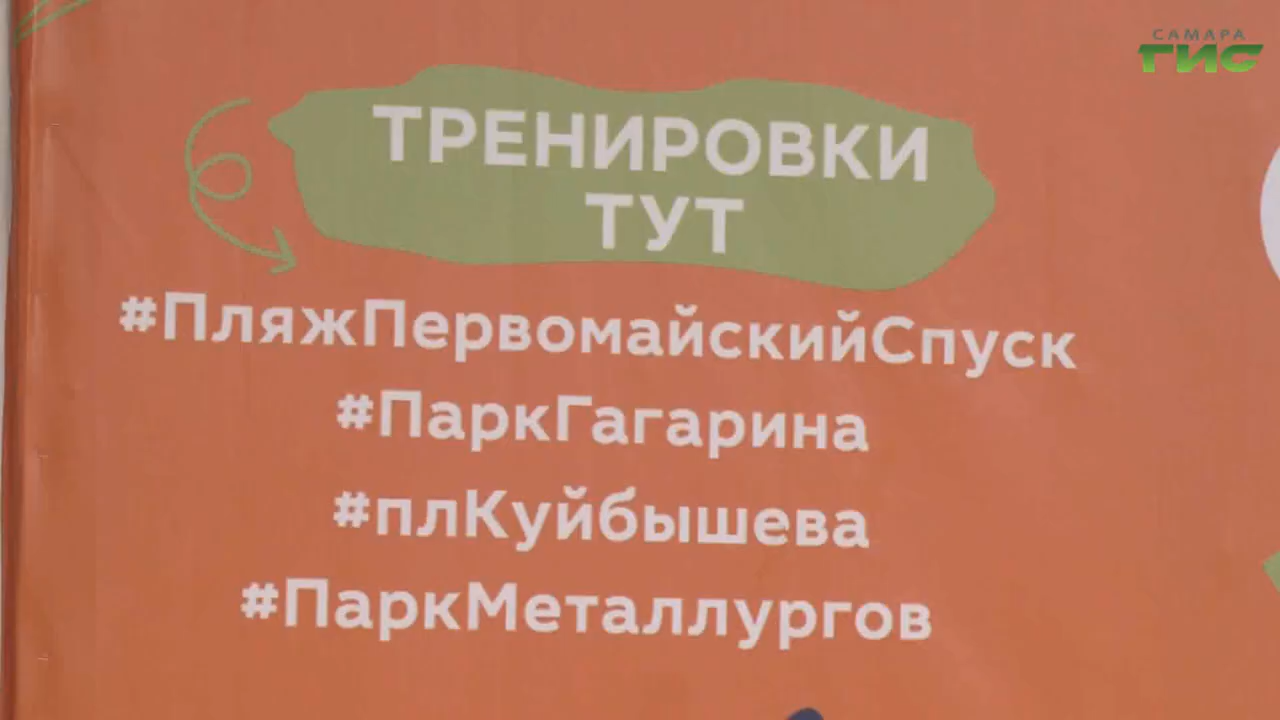 САМАРА
ГИС
ТРЕНИРОВКИ
ТУТ
#ПляжПервомайскийСпуск
#ПаркГагарина
#плКуйбышева
#ПаркМеталлургов